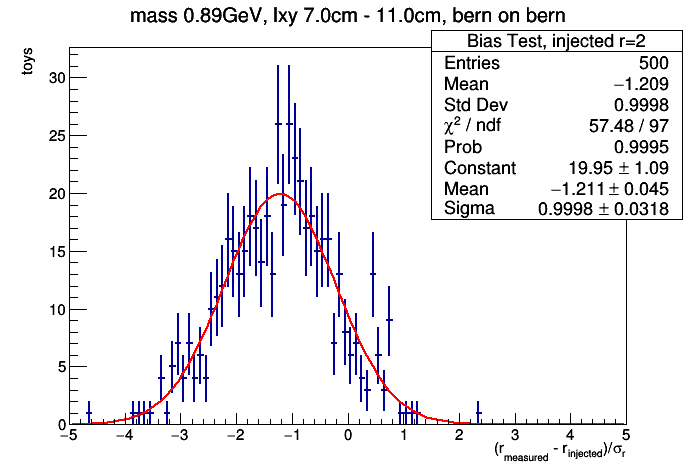 mass 0.89GeV, lxy 7.0cm - 11.0cm, bern on bern
toys
Bias Test, injected r=2
Entries 500
Mean −1.209
Std Dev 0.9998
χ² / ndf 57.48 / 97
Prob 0.9995
Constant 19.95 ± 1.09
Mean −1.211 ± 0.045
Sigma 0.9998 ± 0.0318
30
25
20
15
10
5
0
−5 −4 −3 −2 −1 0 1 2 3 4 5
(r_measured - r_injected)/σ_r